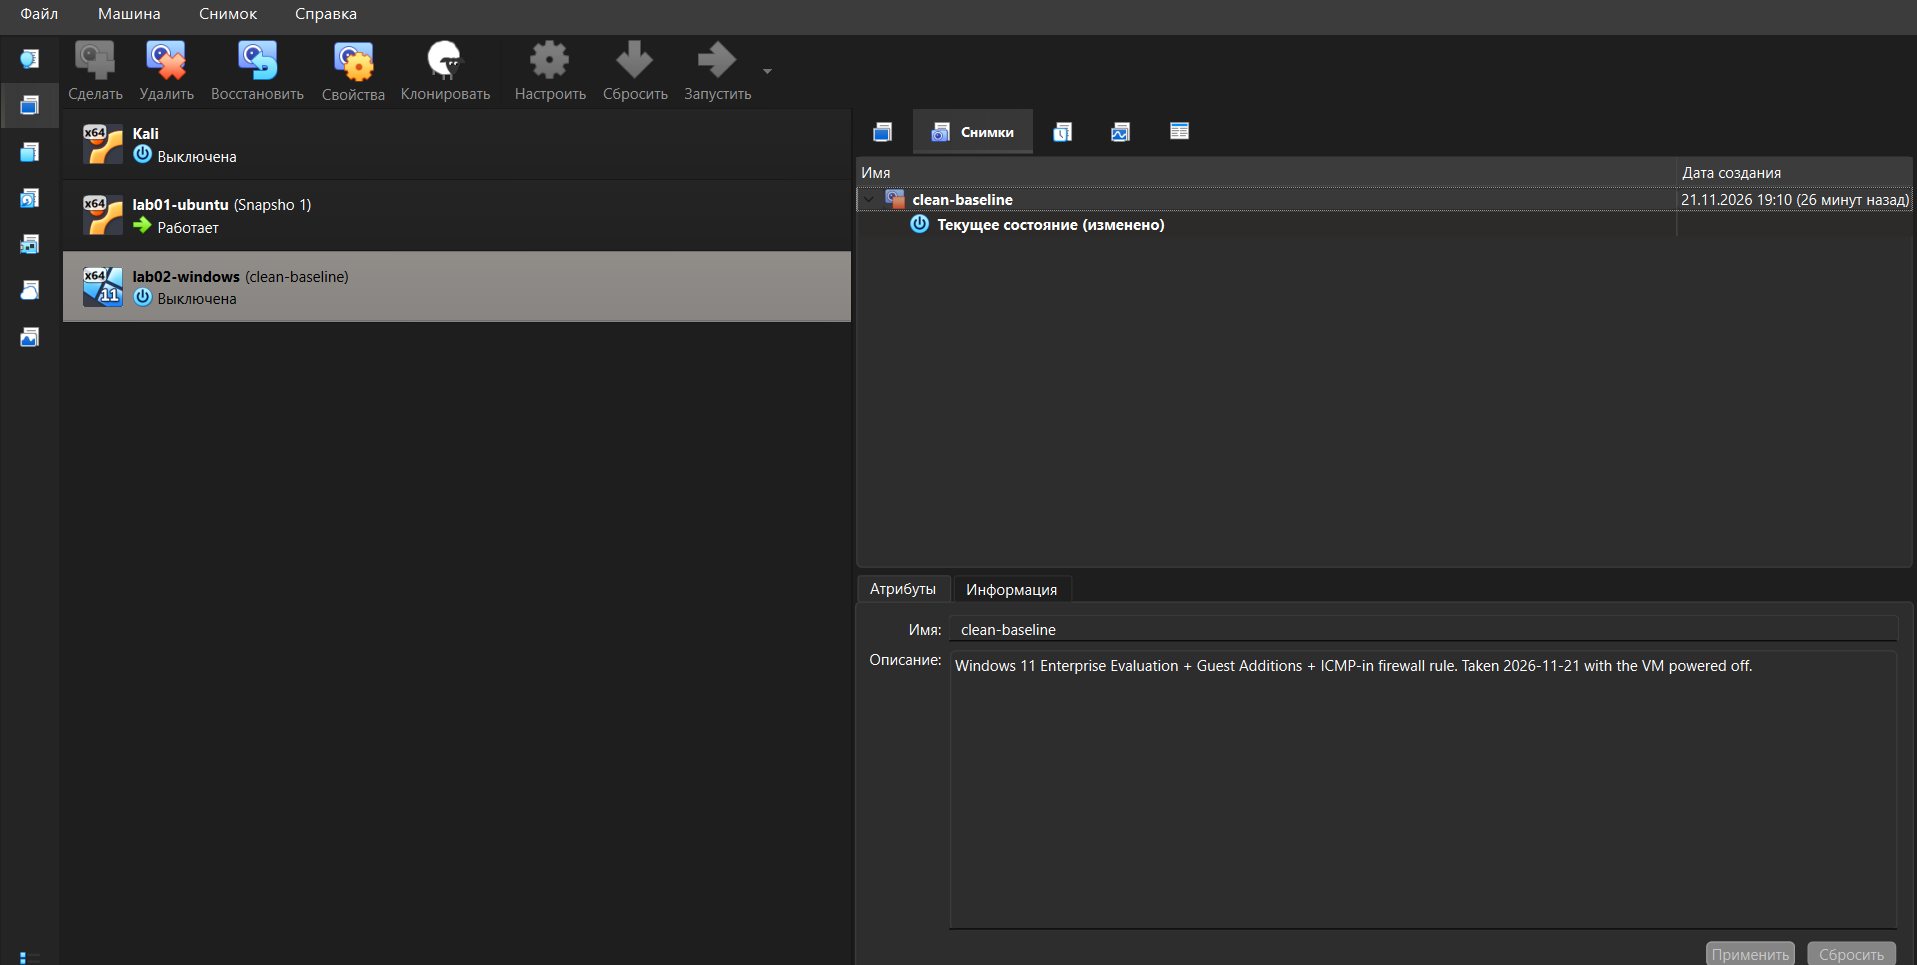 Файл Машина Снимок Справка
Сделать Удалить Восстановить Свойства Клонировать Настроить Сбросить Запустить
x64 Kali
Выключена
x64 lab01-ubuntu (Snapsho 1)
Работает
x64 11 lab02-windows (clean-baseline)
Выключена
Снимки
Имя Дата создания
clean-baseline 21.11.2026 19:10 (26 минут назад)
Текущее состояние (изменено)
Атрибуты Информация
Имя: clean-baseline
Описание: Windows 11 Enterprise Evaluation + Guest Additions + ICMP-in firewall rule. Taken 2026-11-21 with the VM powered off.
Применить Сбросить